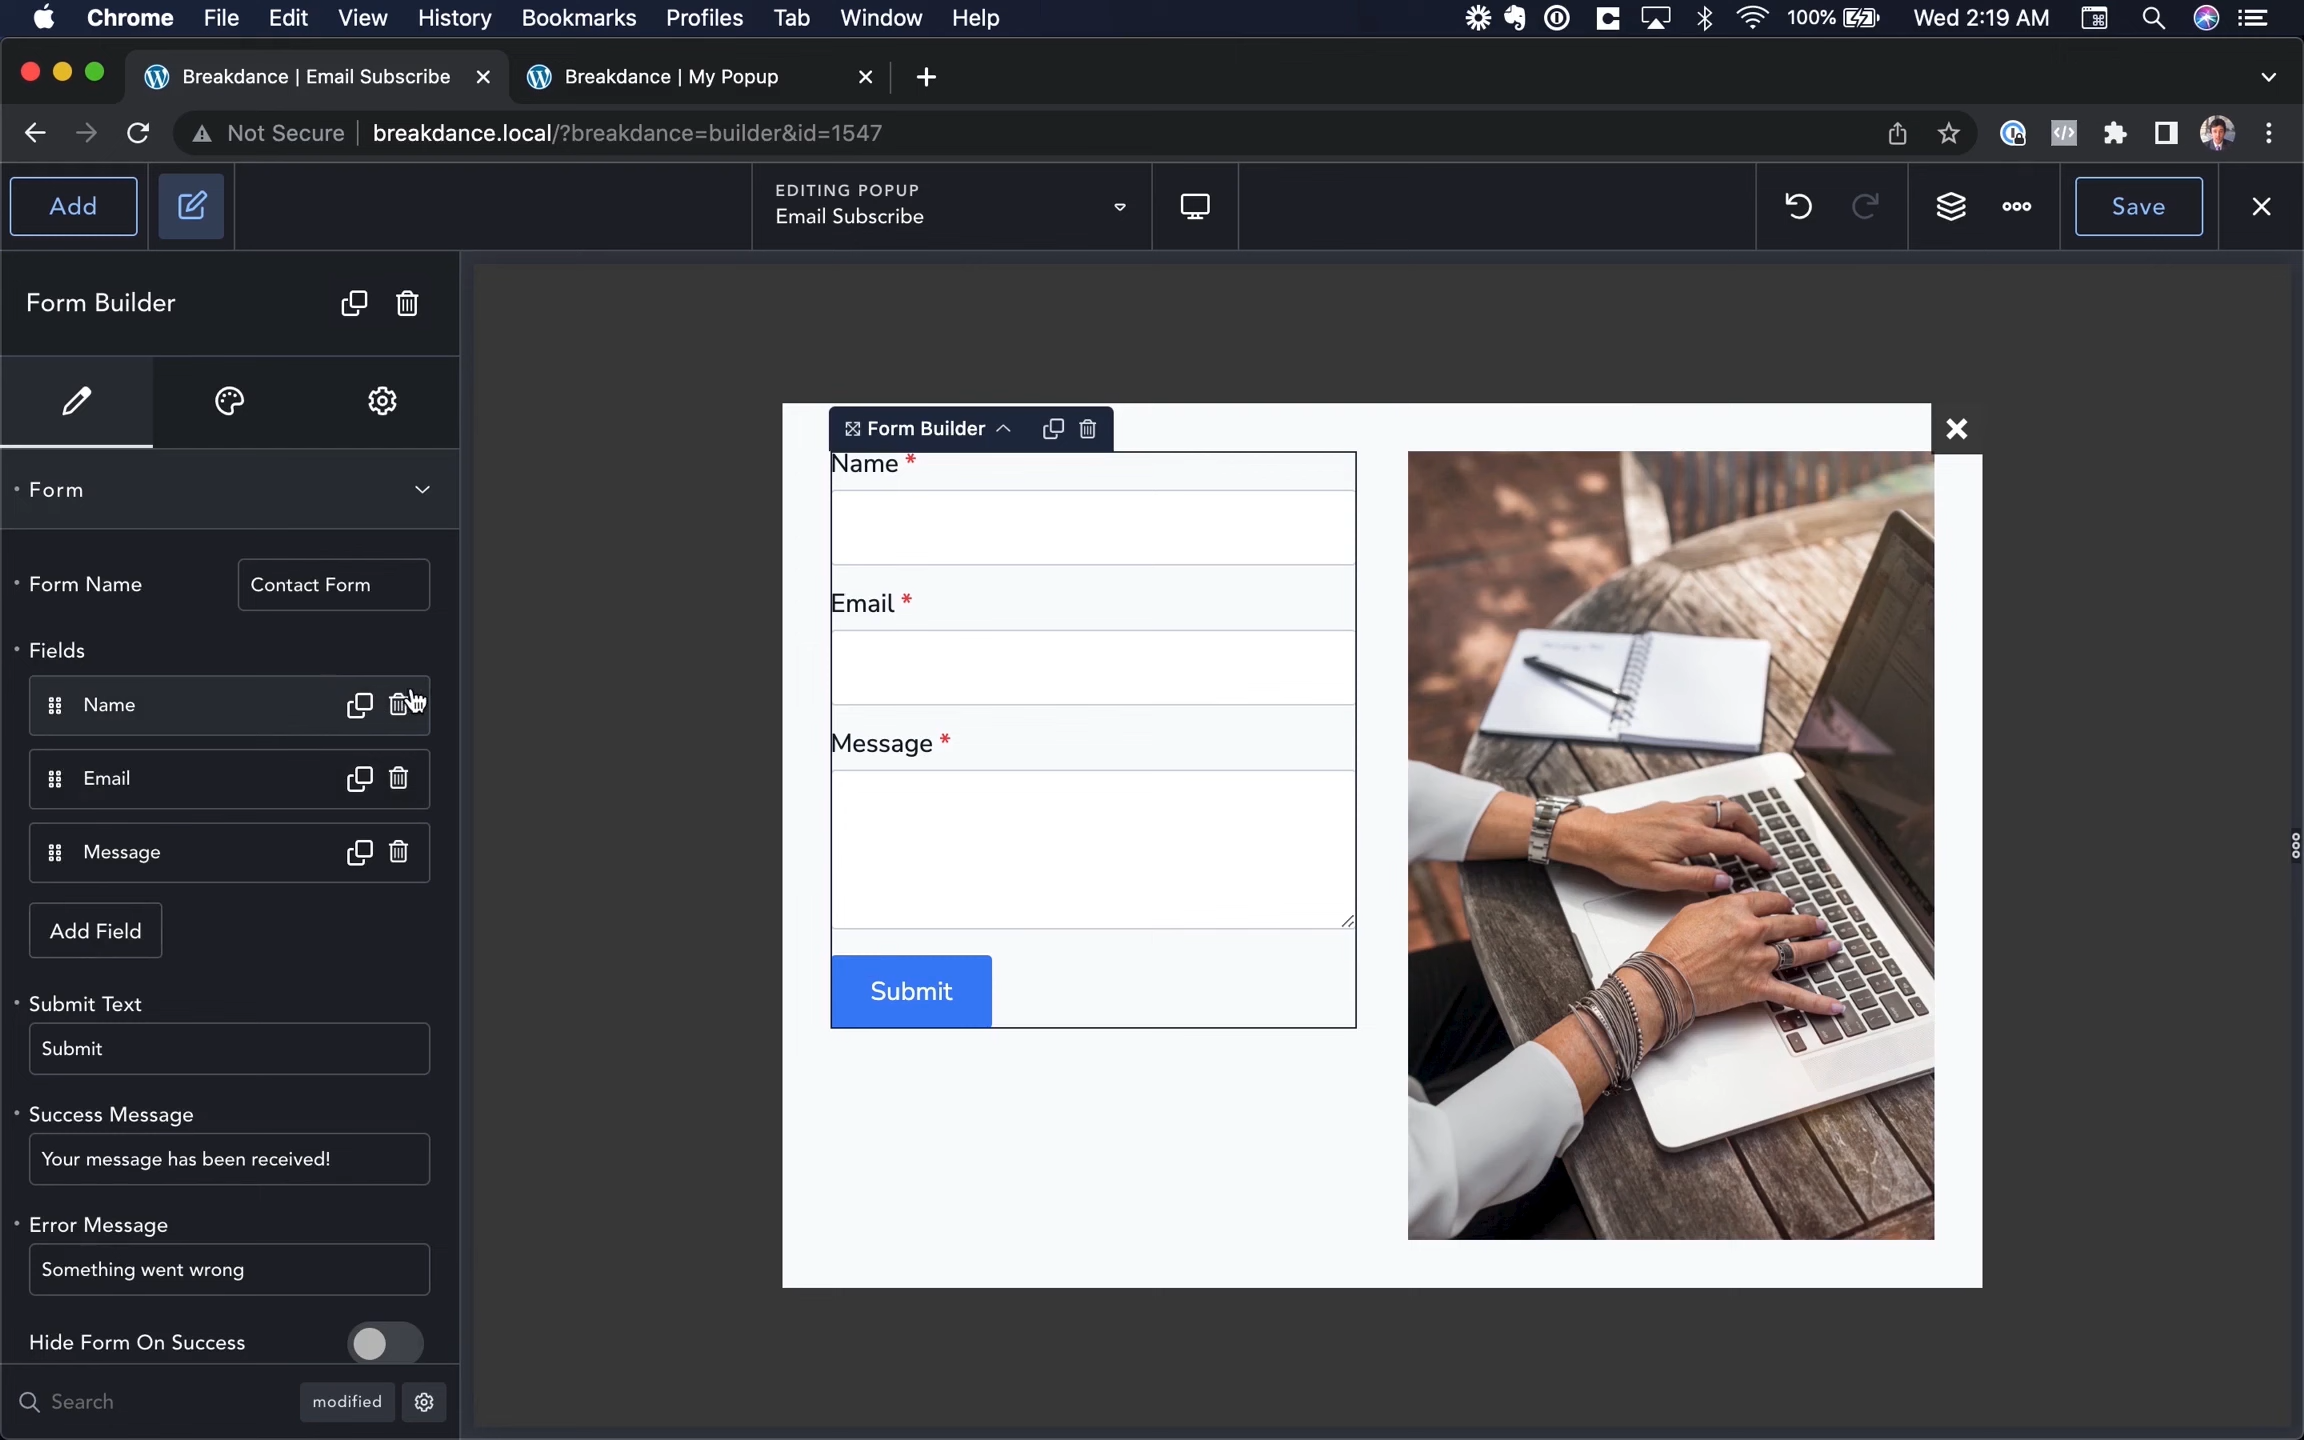 Chrome File Edit View History Bookmarks Profiles Tab Window Help 100% Wed 2:19 AM
Breakdance | Email Subscribe Breakdance | My Popup
Not Secure breakdance.local/?breakdance=builder&id=1547
Add
EDITING POPUP
Email Subscribe
Save
Form Builder
Form
Form Name Contact Form
Fields
Name
Email
Message
Add Field
Submit Text
Submit
Success Message
Your message has been received!
Error Message
Something went wrong
Hide Form On Success
Search modified
Form Builder
Name *
Email *
Message *
Submit